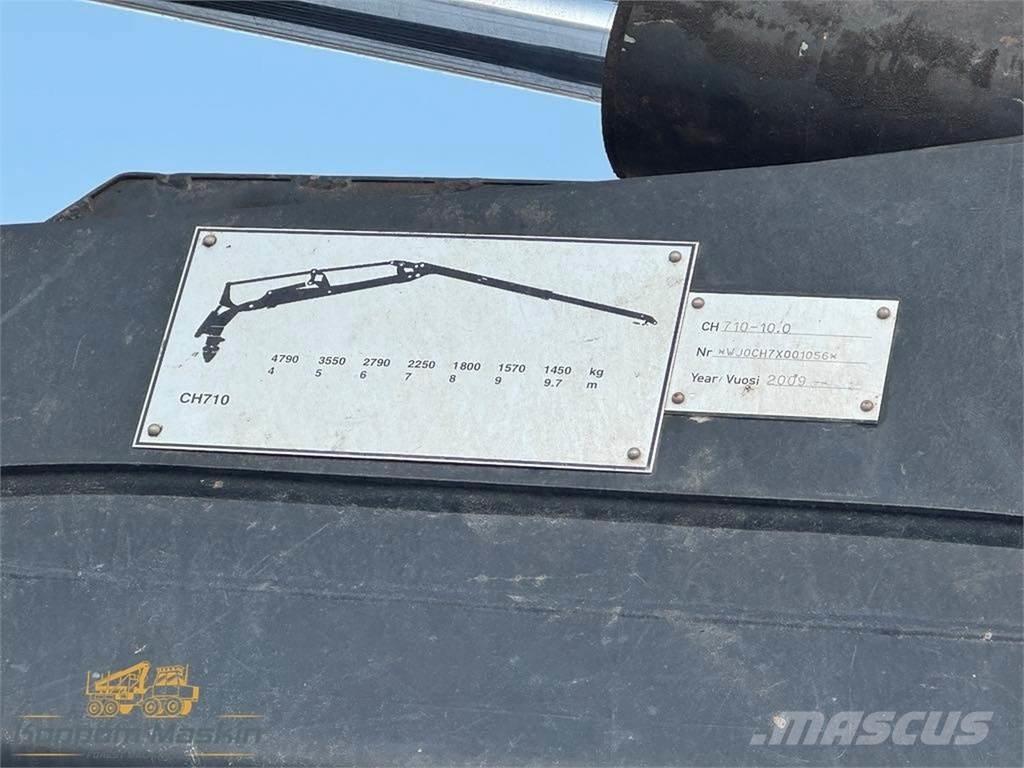 4790 3550 2790 2250 1800 1570 1450 kg
4 5 6 7 8 9 9.7 m
CH710
CH 710-10.0
Nr *WJ0CH7X001056*
Year/Vuosi 2009
Maskin
MASCUS